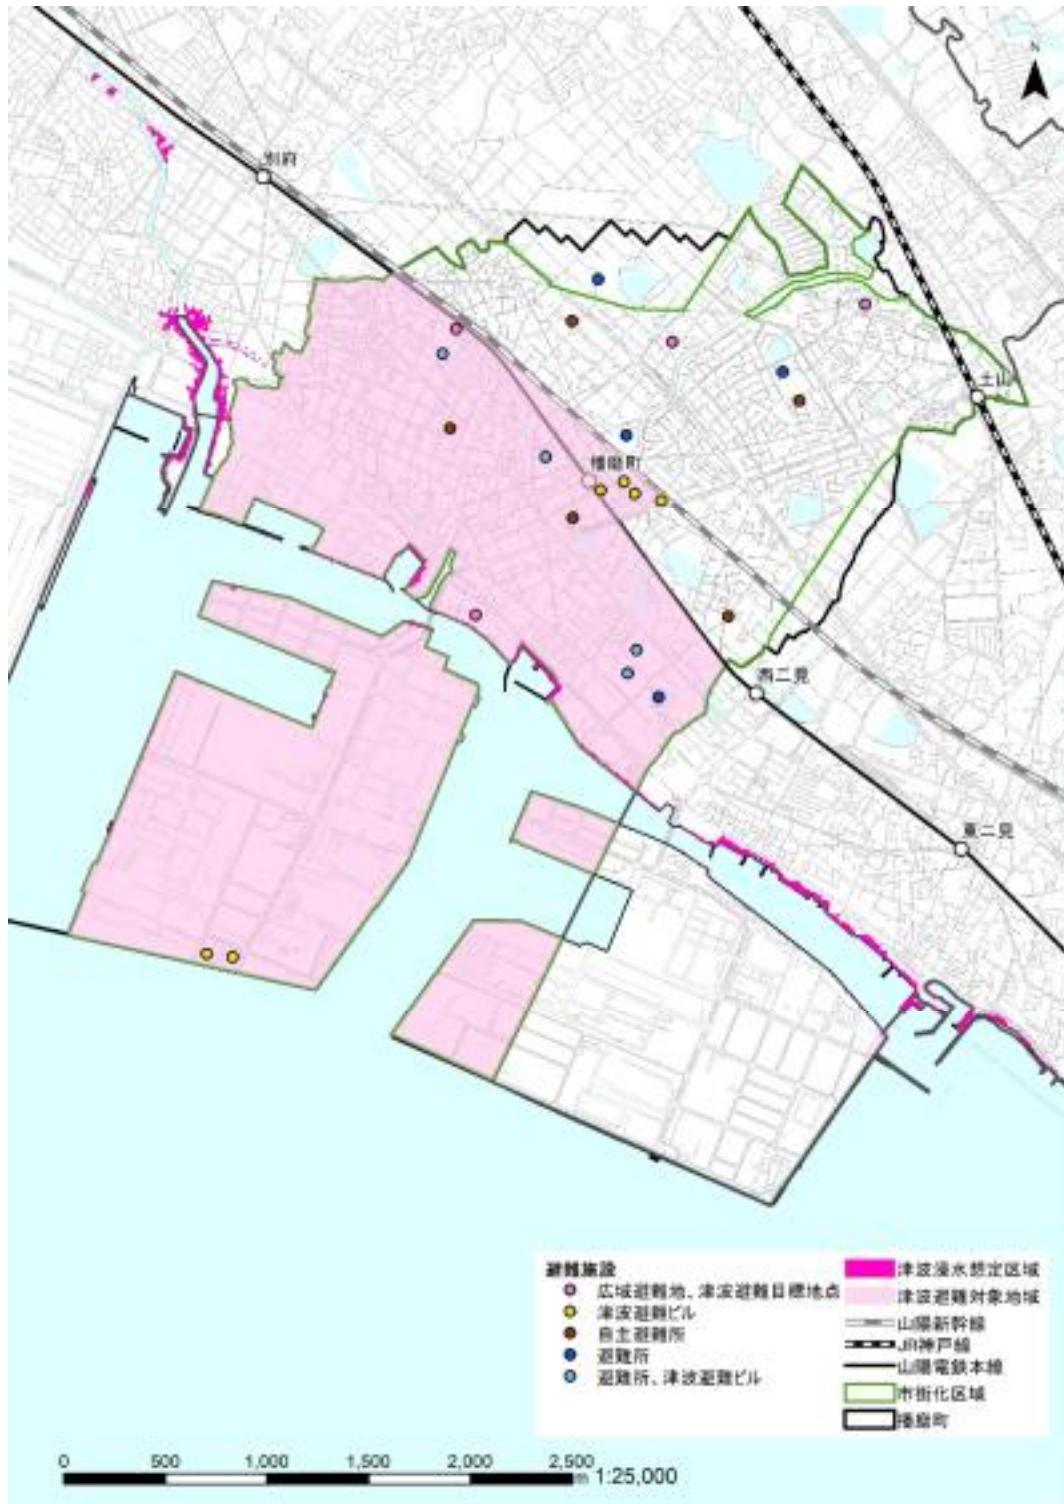 N
別府
土山
播磨町
西二見
東二見
避難施設
広域避難地、津波避難目標地点
津波避難ビル
自主避難所
避難所
避難所、津波避難ビル
津波浸水想定区域
津波避難対象地域
山陽新幹線
JR神戸線
山陽電鉄本線
市街化区域
播磨町
0 500 1,000 1,500 2,000 2,500
m 1:25,000